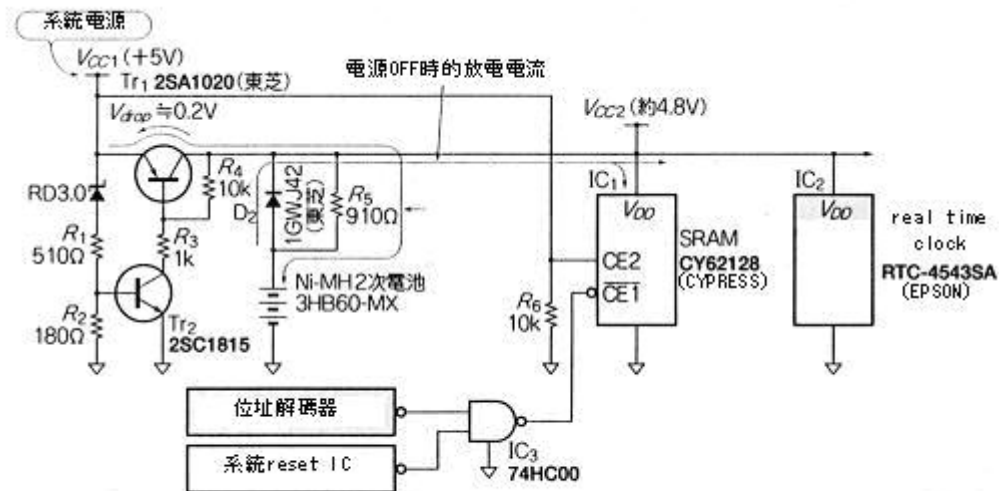 系統電源
VCC1(+5V)
Tr1 2SA1020(東芝)
Vdrop≒0.2V
電源OFF時的放電電流
VCC2(約4.8V)
RD3.0
R1
510Ω
R2
180Ω
R3
1k
R4
10k
Tr2
2SC1815
D2
1GWJ42
(東芝)
R5
910Ω
Ni-MH2次電池
3HB60-MX
R6
10k
IC1
VDD
CE2
CE1
SRAM
CY62128
(CYPRESS)
IC2
VDD
real time
clock
RTC-4543SA
(EPSON)
位址解碼器
系統reset IC
IC3
74HC00